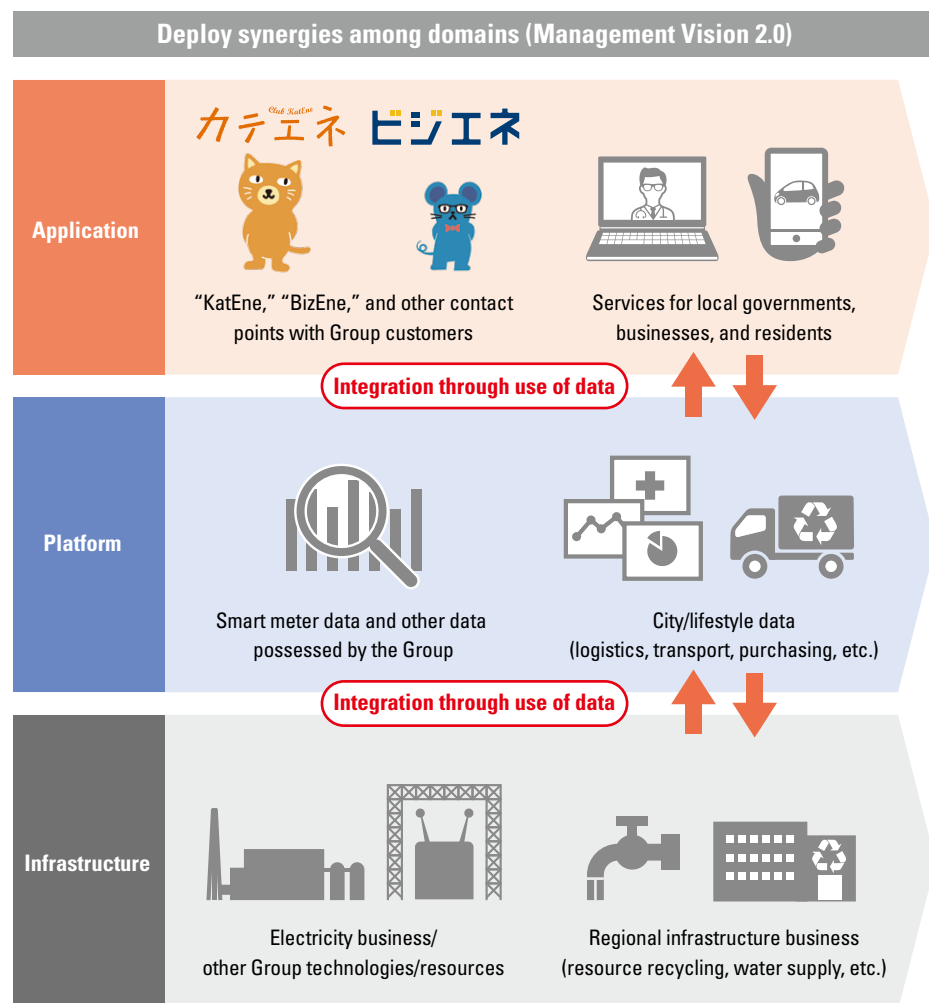 Deploy synergies among domains (Management Vision 2.0)
Application
Club KatEne
カテエネ
ビジエネ
“KatEne,” “BizEne,” and other contact
points with Group customers
Services for local governments,
businesses, and residents
Integration through use of data
Platform
Smart meter data and other data
possessed by the Group
City/lifestyle data
(logistics, transport, purchasing, etc.)
Integration through use of data
Infrastructure
Electricity business/
other Group technologies/resources
Regional infrastructure business
(resource recycling, water supply, etc.)